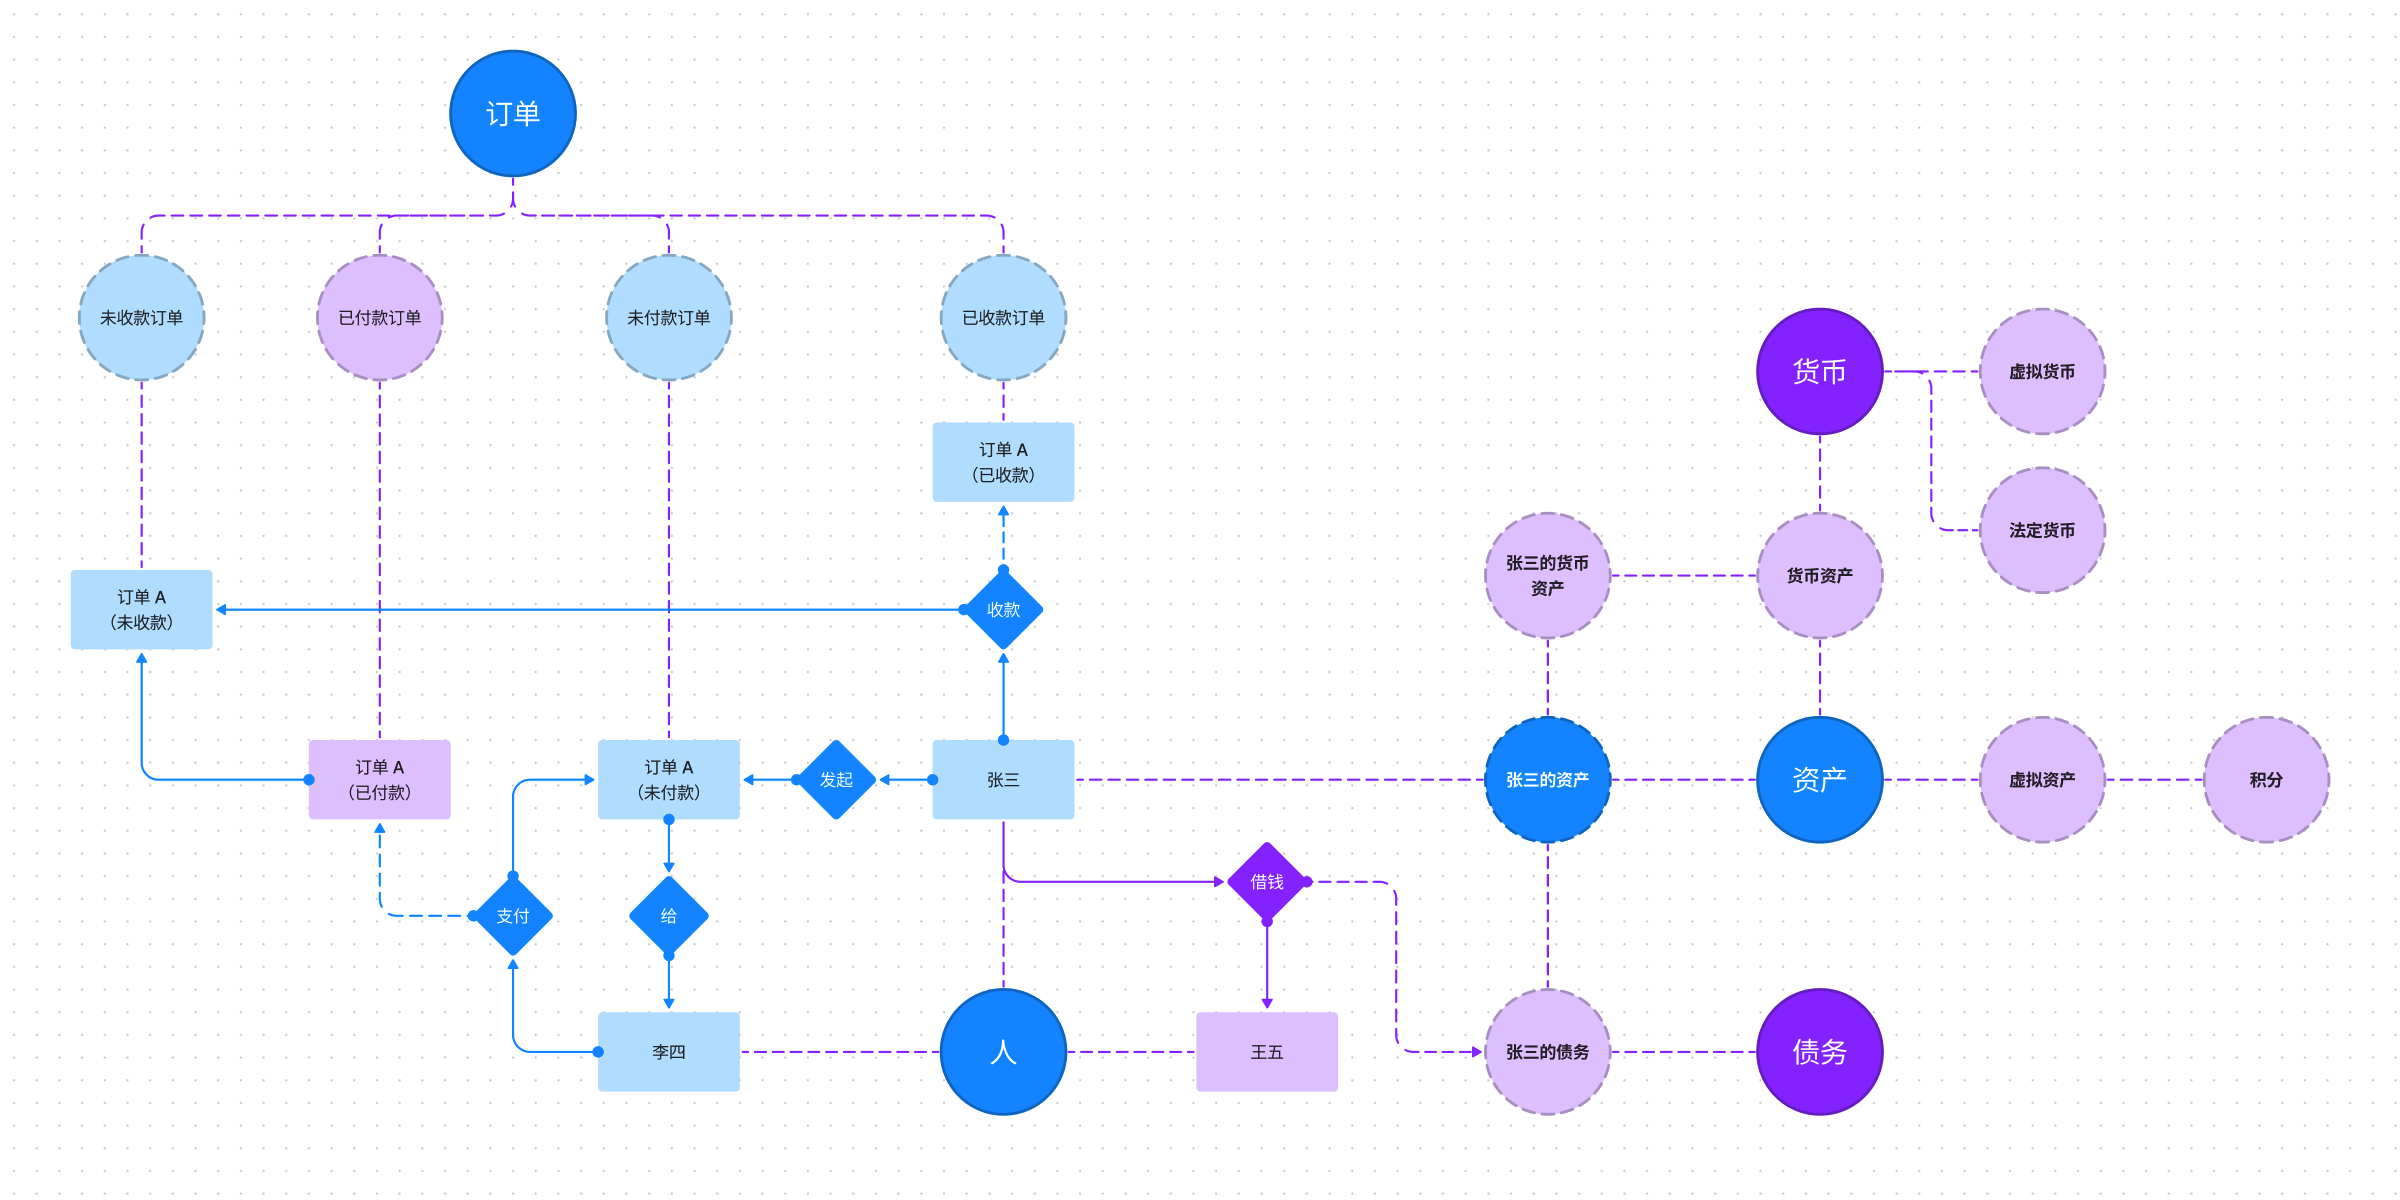 订单
未收款订单
已付款订单
未付款订单
已收款订单
货币
虚拟货币
订单 A
（已收款）
法定货币
张三的货币
资产
货币资产
订单 A
（未收款）
收款
订单 A
（已付款）
订单 A
（未付款）
发起
张三
张三的资产
资产
虚拟资产
积分
借钱
支付
给
李四
人
王五
张三的债务
债务